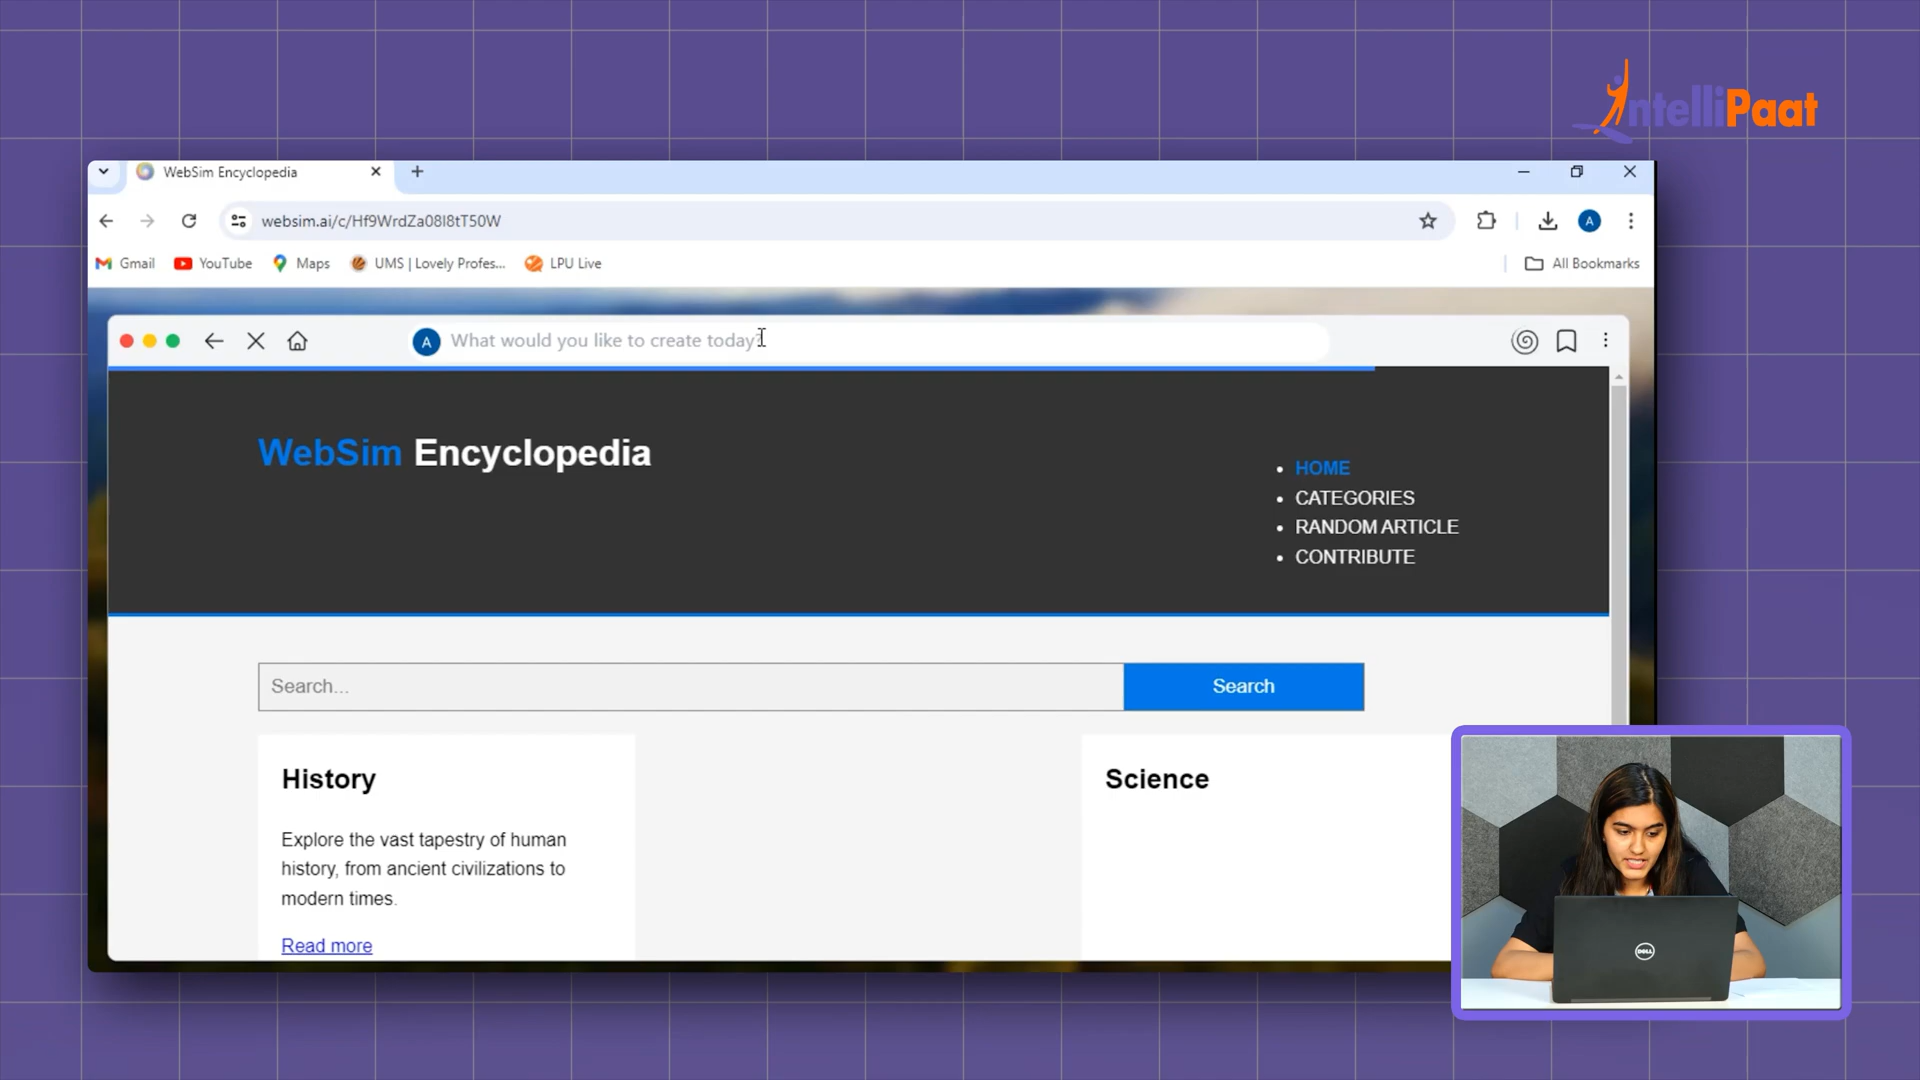 IntelliPaat
WebSim Encyclopedia
websim.ai/c/Hf9WrdZa08I8tT50W
A
Gmail
YouTube
Maps
UMS | Lovely Profes...
LPU Live
All Bookmarks
A
What would you like to create today?
WebSim Encyclopedia
HOME
CATEGORIES
RANDOM ARTICLE
CONTRIBUTE
Search...
Search
History
Explore the vast tapestry of human
history, from ancient civilizations to
modern times.
Read more
Science
DELL